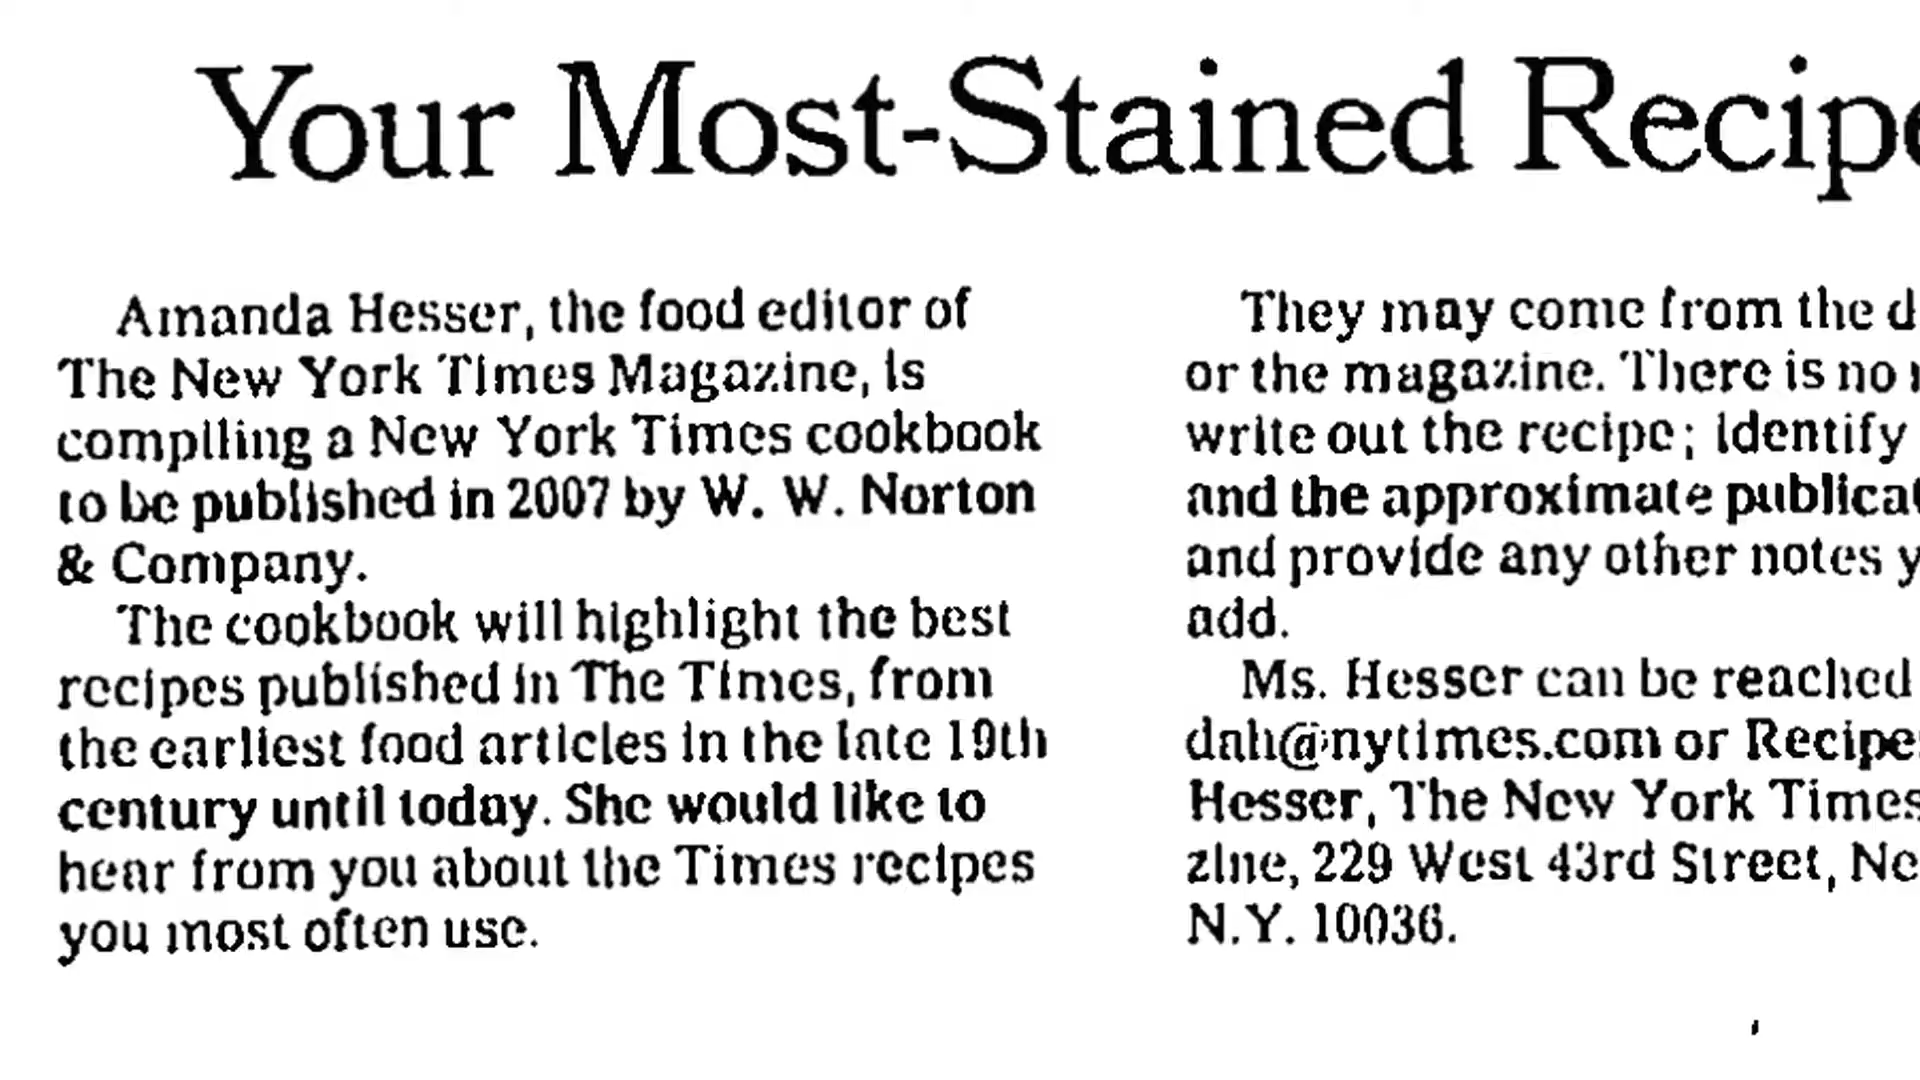 Your Most-Stained Recipe
Amanda Hesser, the food editor of
The New York Times Magazine, is
compiling a New York Times cookbook
to be published in 2007 by W. W. Norton
& Company.
The cookbook will highlight the best
recipes published in The Times, from
the earliest food articles in the late 19th
century until today. She would like to
hear from you about the Times recipes
you most often use.
They may come from the
or the magazine. There is no
write out the recipe; identify
and the approximate
and provide any other notes
add.
Ms. Hesser can be reached
dnh@nytimes.com or Recipe
Hesser, The New York Times
zine, 229 West 43rd Street,
N.Y. 10036.